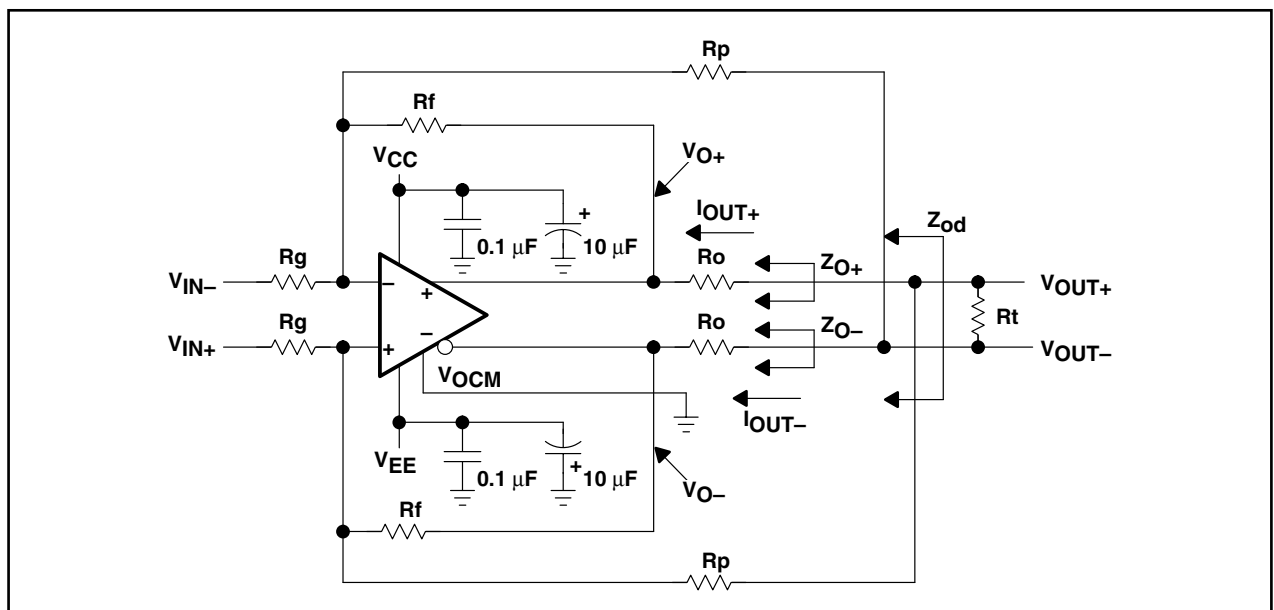 Rp
Rf
VCC
VO+
IOUT+
Zod
+
0.1 μF
10 μF
Rg
Ro
ZO+
VIN–
–
+
VOUT+
Rt
Rg
–
Ro
ZO–
VIN+
+
VOUT–
VOCM
IOUT–
VEE
0.1 μF
+
10 μF
VO–
Rf
Rp